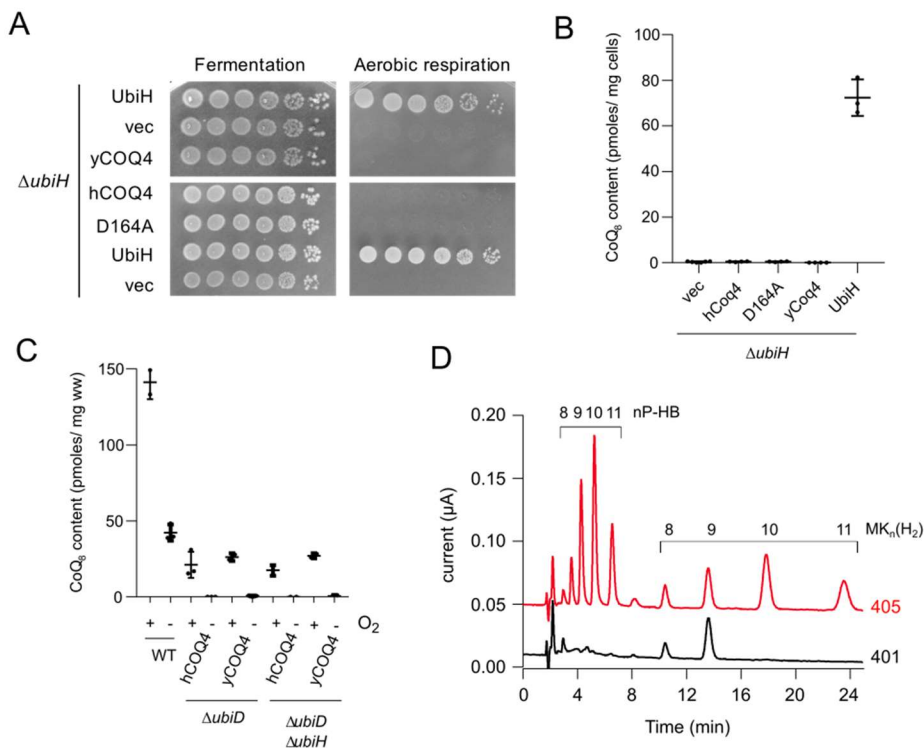 A
Fermentation
Aerobic respiration
ΔubiH
UbiH
vec
yCOQ4
hCOQ4
D164A
UbiH
vec
B
CoQ₈ content (pmoles/ mg cells)
100
80
60
40
20
0
vec
hCoq4
D164A
yCoq4
UbiH
ΔubiH
C
CoQ₈ content (pmoles/ mg ww)
150
100
50
0
+ - + - + - + - + - O₂
WT
hCOQ4
yCOQ4
hCOQ4
yCOQ4
ΔubiD
ΔubiD
ΔubiH
D
current (µA)
0.20
0.15
0.10
0.05
0.00
8 9 10 11 nP-HB
8 9 10 11 MKₙ(H₂)
405
401
0 4 8 12 16 20 24
Time (min)